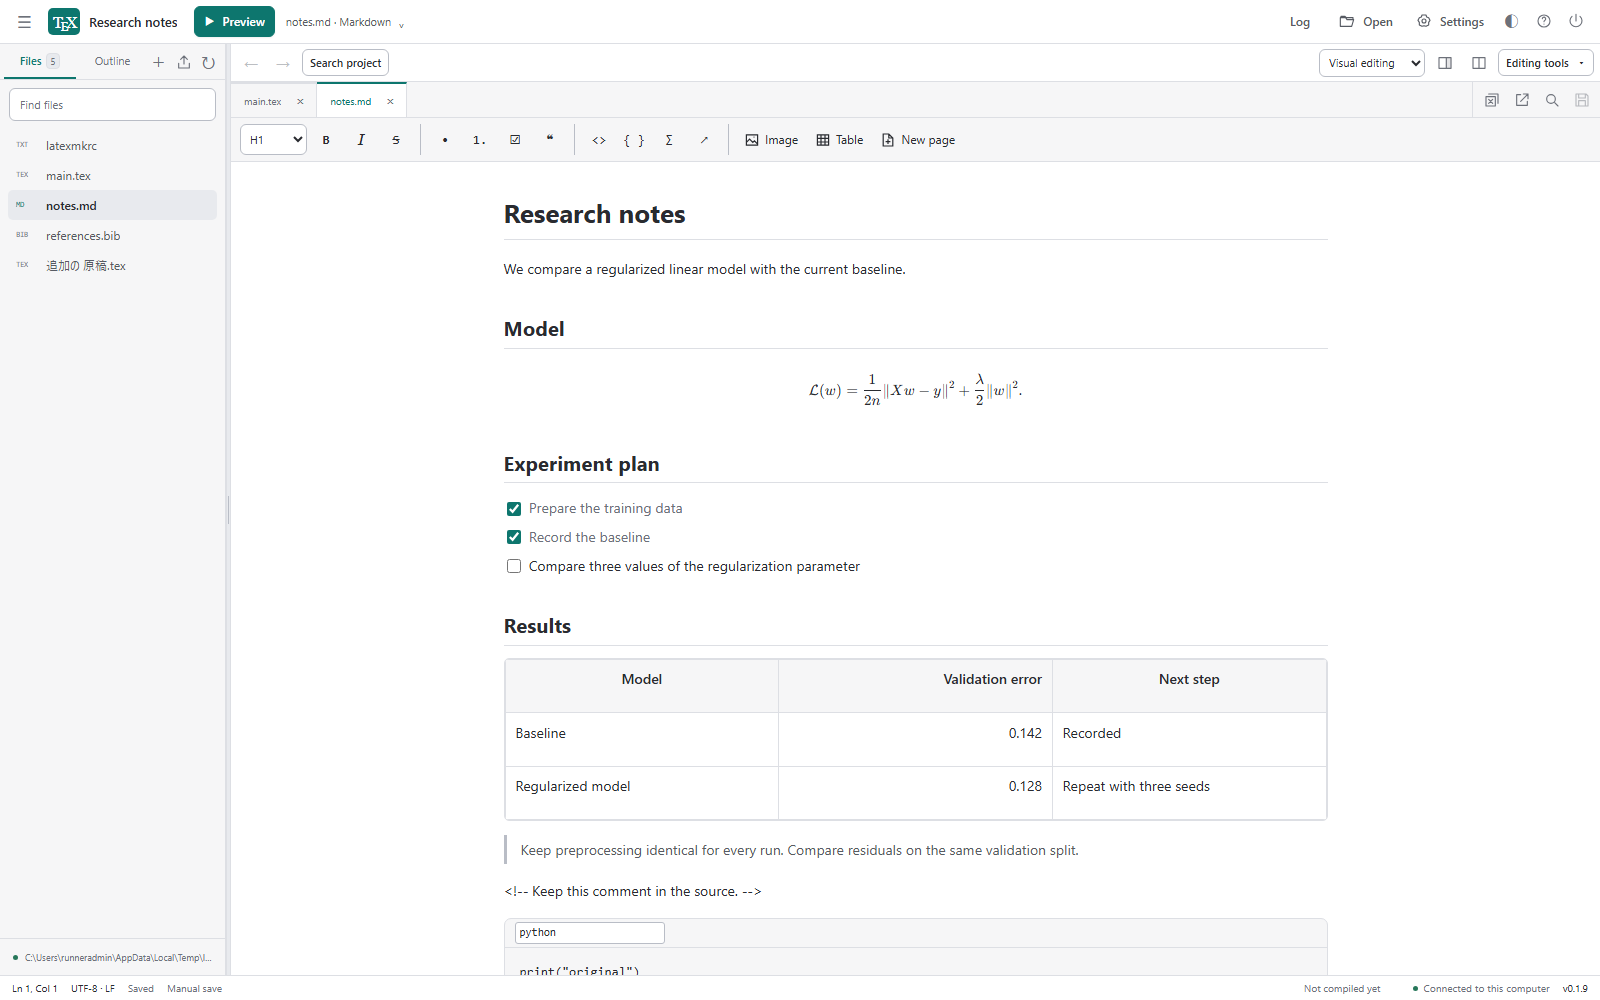 TEX Research notes Preview notes.md · Markdown Log Open Settings
Files 5 Outline Search project Visual editing Editing tools
main.tex × notes.md ×
Find files
H1 B I S • 1. ☑ ❝ <> { } Σ ↗ Image Table New page
TXT latexmkrc
TEX main.tex
MD notes.md
BIB references.bib
TEX 追加の 原稿.tex
Research notes
We compare a regularized linear model with the current baseline.
Model
ℒ(w) = 1/2n ‖Xw − y‖² + λ/2 ‖w‖².
Experiment plan
Prepare the training data
Record the baseline
Compare three values of the regularization parameter
Results
Model Validation error Next step
Baseline 0.142 Recorded
Regularized model 0.128 Repeat with three seeds
Keep preprocessing identical for every run. Compare residuals on the same validation split.
<!-- Keep this comment in the source. -->
python
print("original")
C:\Users\runneradmin\AppData\Local\Temp\l...
Ln 1, Col 1 UTF-8 · LF Saved Manual save Not compiled yet Connected to this computer v0.1.9